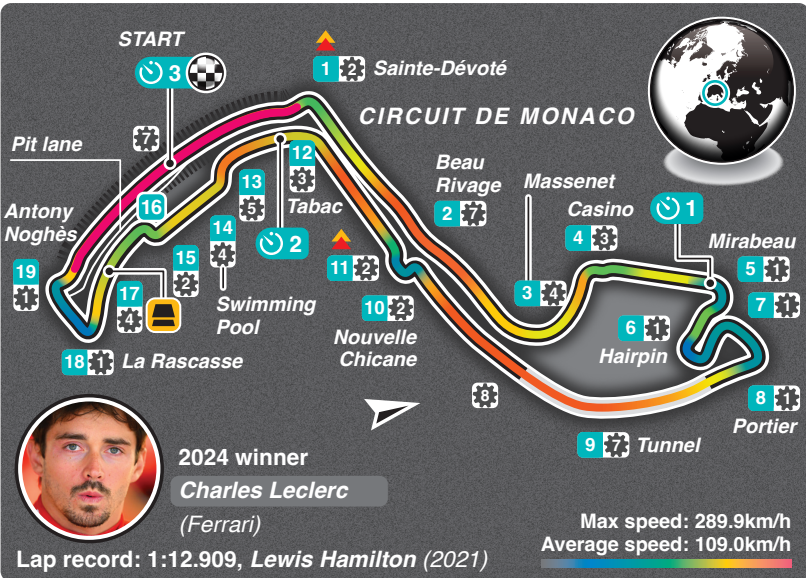 START
3
1 2 Sainte-Dévoté
CIRCUIT DE MONACO
7
Pit lane
12
3
Tabac
Beau
Rivage
2 7
Massenet
Casino
4 3
1
13
5
16
Antony
Noghès
19
1
14
4
2
Mirabeau
5 1
7 1
15
2
11 2
3 4
17
4
Swimming
Pool
10 2
Nouvelle
Chicane
6 1
Hairpin
18 1 La Rascasse
8
8 1
Portier
9 7 Tunnel
2024 winner
Charles Leclerc
(Ferrari)
Lap record: 1:12.909, Lewis Hamilton (2021)
Max speed: 289.9km/h
Average speed: 109.0km/h